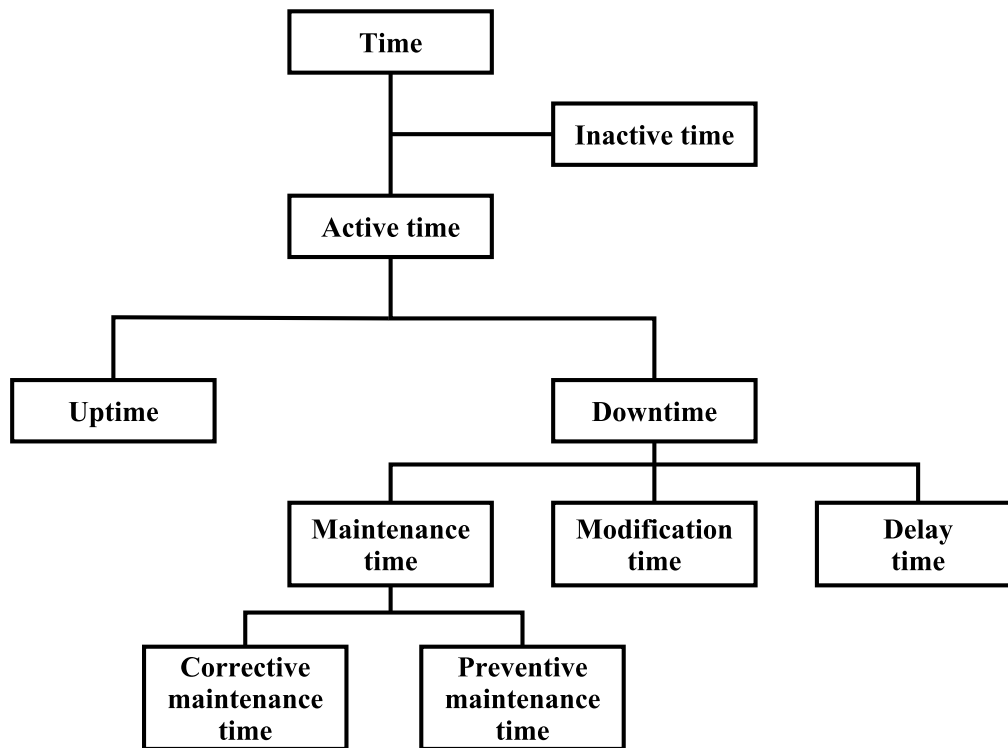 Time
Inactive time
Active time
Uptime
Downtime
Maintenance
time
Modification
time
Delay
time
Corrective
maintenance
time
Preventive
maintenance
time